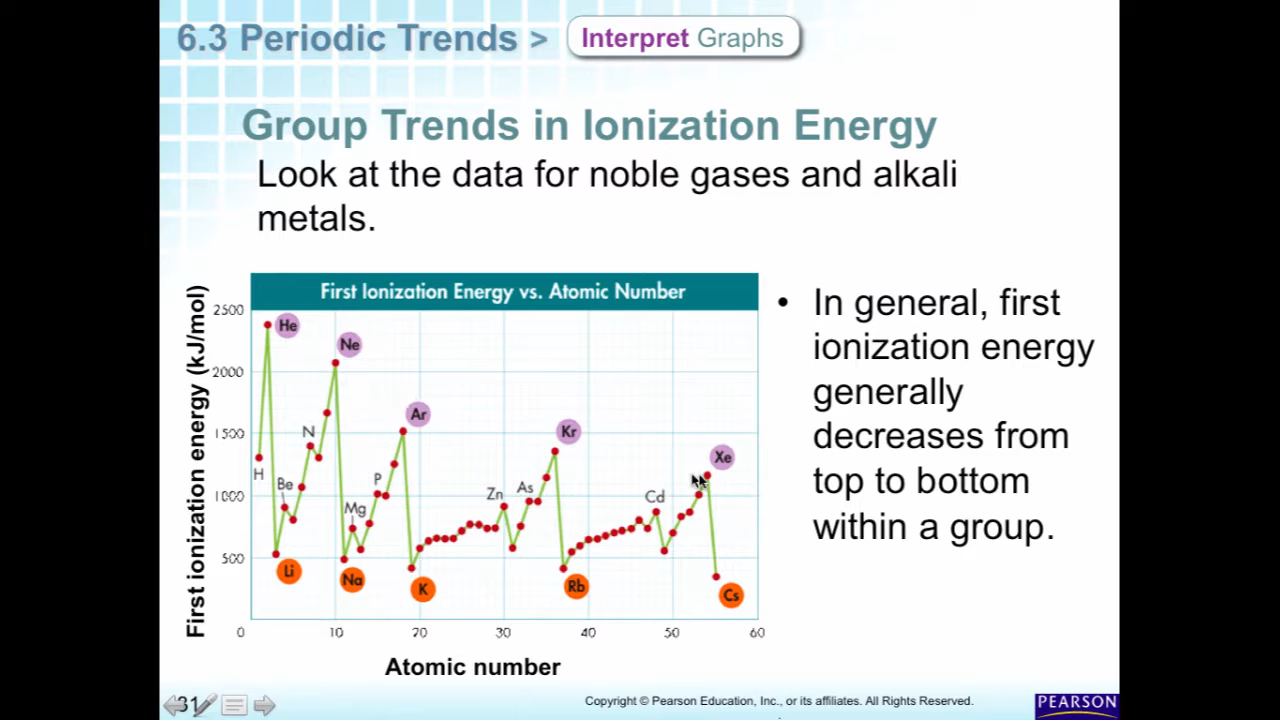 6.3 Periodic Trends > Interpret Graphs
Group Trends in Ionization Energy
Look at the data for noble gases and alkali
metals.
First Ionization Energy vs. Atomic Number
First ionization energy (kJ/mol)
2500
2000
1500
1000
500
0
10
20
30
40
50
60
Atomic number
H
He
Li
Be
N
Ne
Na
Mg
P
Ar
K
Zn
As
Kr
Rb
Cd
Xe
Cs
• In general, first
ionization energy
generally
decreases from
top to bottom
within a group.
31
Copyright © Pearson Education, Inc., or its affiliates. All Rights Reserved.
PEARSON